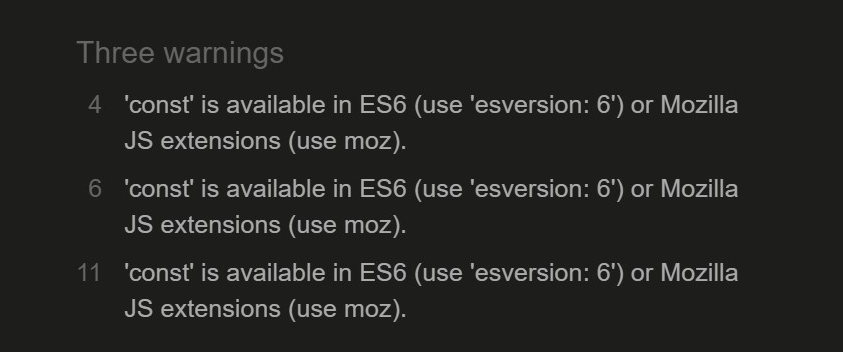 Three warnings
4 'const' is available in ES6 (use 'esversion: 6') or Mozilla
JS extensions (use moz).
6 'const' is available in ES6 (use 'esversion: 6') or Mozilla
JS extensions (use moz).
11 'const' is available in ES6 (use 'esversion: 6') or Mozilla
JS extensions (use moz).